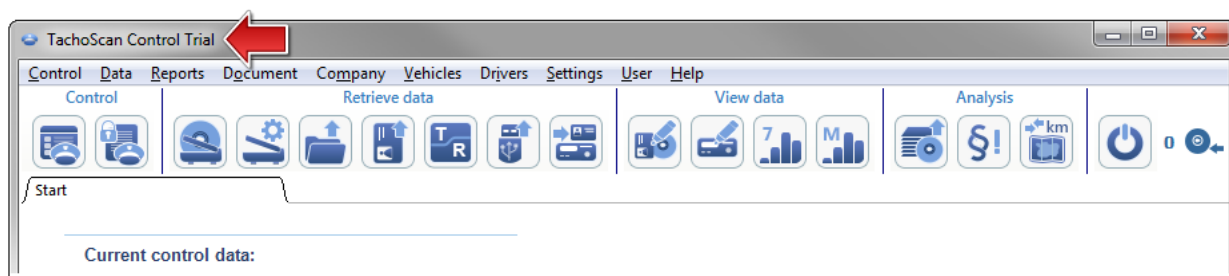 TachoScan Control Trial
Control Data Reports Document Company Vehicles Drivers Settings User Help
Control Retrieve data View data Analysis
T R 7 M §! km 0
Start
Current control data: